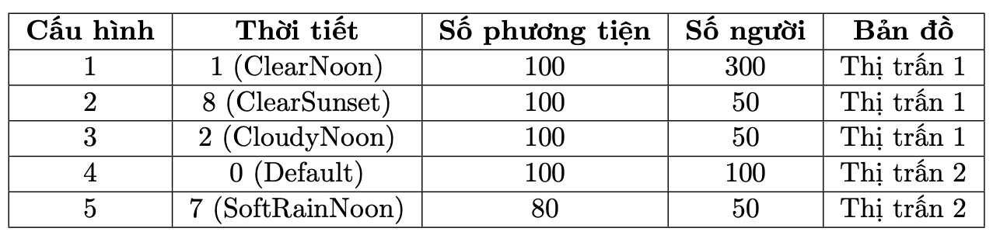 Cấu hình Thời tiết Số phương tiện Số người Bản đồ
1 1 (ClearNoon) 100 300 Thị trấn 1
2 8 (ClearSunset) 100 50 Thị trấn 1
3 2 (CloudyNoon) 100 50 Thị trấn 1
4 0 (Default) 100 100 Thị trấn 2
5 7 (SoftRainNoon) 80 50 Thị trấn 2